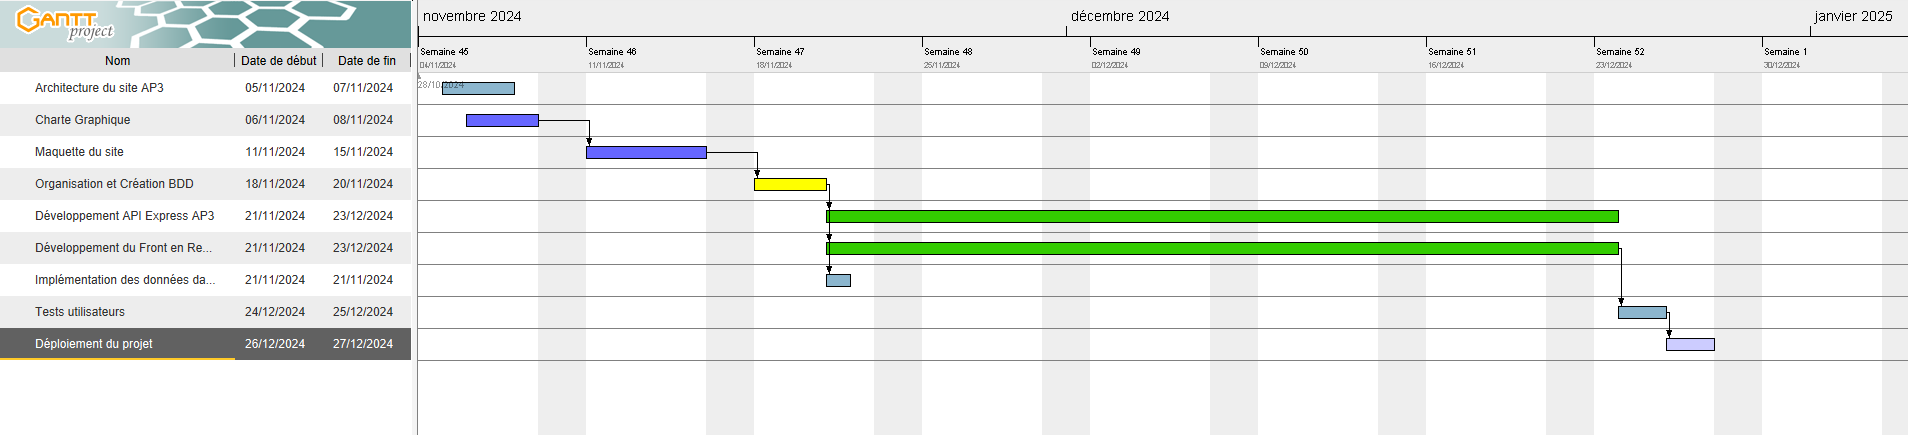 GANTT
project
novembre 2024
décembre 2024
janvier 2025
Semaine 45
Semaine 46
Semaine 47
Semaine 48
Semaine 49
Semaine 50
Semaine 51
Semaine 52
Semaine 1
04/11/2024
11/11/2024
18/11/2024
25/11/2024
02/12/2024
09/12/2024
16/12/2024
23/12/2024
30/12/2024
28/10/2024
Nom Date de début Date de fin
Architecture du site AP3 05/11/2024 07/11/2024
Charte Graphique 06/11/2024 08/11/2024
Maquette du site 11/11/2024 15/11/2024
Organisation et Création BDD 18/11/2024 20/11/2024
Développement API Express AP3 21/11/2024 23/12/2024
Développement du Front en Re... 21/11/2024 23/12/2024
Implémentation des données da... 21/11/2024 21/11/2024
Tests utilisateurs 24/12/2024 25/12/2024
Déploiement du projet 26/12/2024 27/12/2024